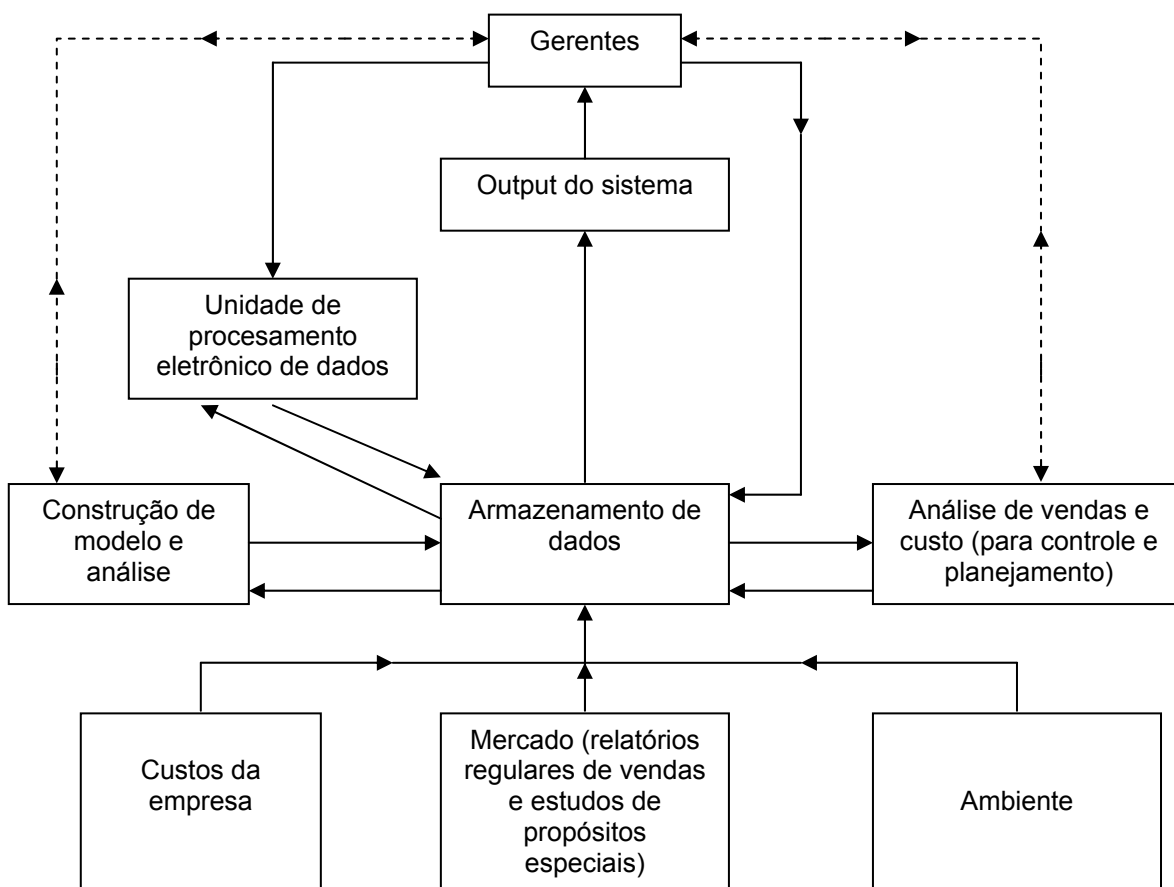 Gerentes
Output do sistema
Unidade de
procesamento
eletrônico de dados
Construção de
modelo e
análise
Armazenamento de
dados
Análise de vendas e
custo (para controle e
planejamento)
Custos da
empresa
Mercado (relatórios
regulares de vendas
e estudos de
propósitos
especiais)
Ambiente